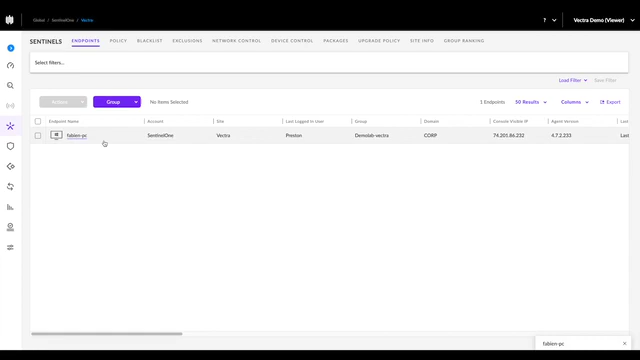 Global / SentinelOne / Vectra
?
Vectra Demo (Viewer)
SENTINELS
ENDPOINTS
POLICY
BLACKLIST
EXCLUSIONS
NETWORK CONTROL
DEVICE CONTROL
PACKAGES
UPGRADE POLICY
SITE INFO
GROUP RANKING
Select filters...
Load Filter
Save Filter
Actions
Group
No Items Selected
1 Endpoints
50 Results
Columns
Export
Endpoint Name
Account
Site
Last Logged In User
Group
Domain
Console Visible IP
Agent Version
Last
fabien-pc
SentinelOne
Vectra
Preston
Demolab-vectra
CORP
74.201.86.232
4.7.2.233
Last
fabien-pc